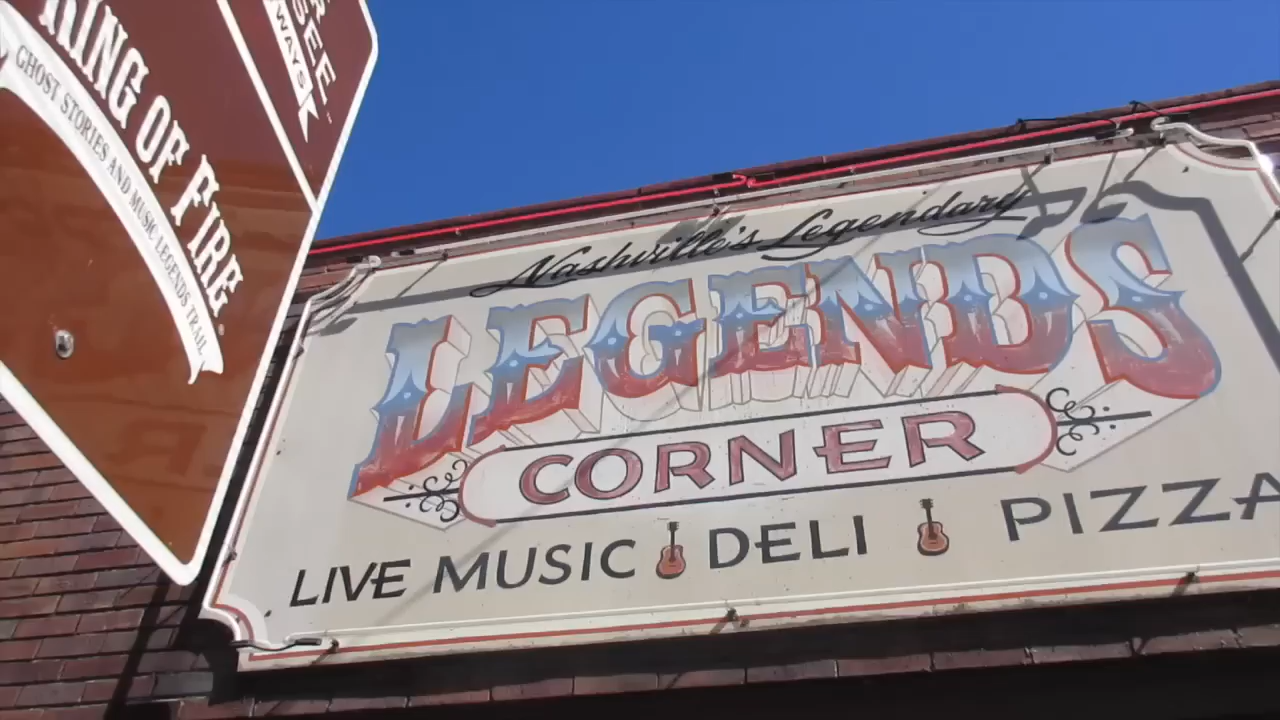 RING OF FIRE
GHOST STORIES AND MUSIC LEGENDS TRAIL
Nashville's Legendary
LEGENDS
CORNER
LIVE MUSIC DELI PIZZA